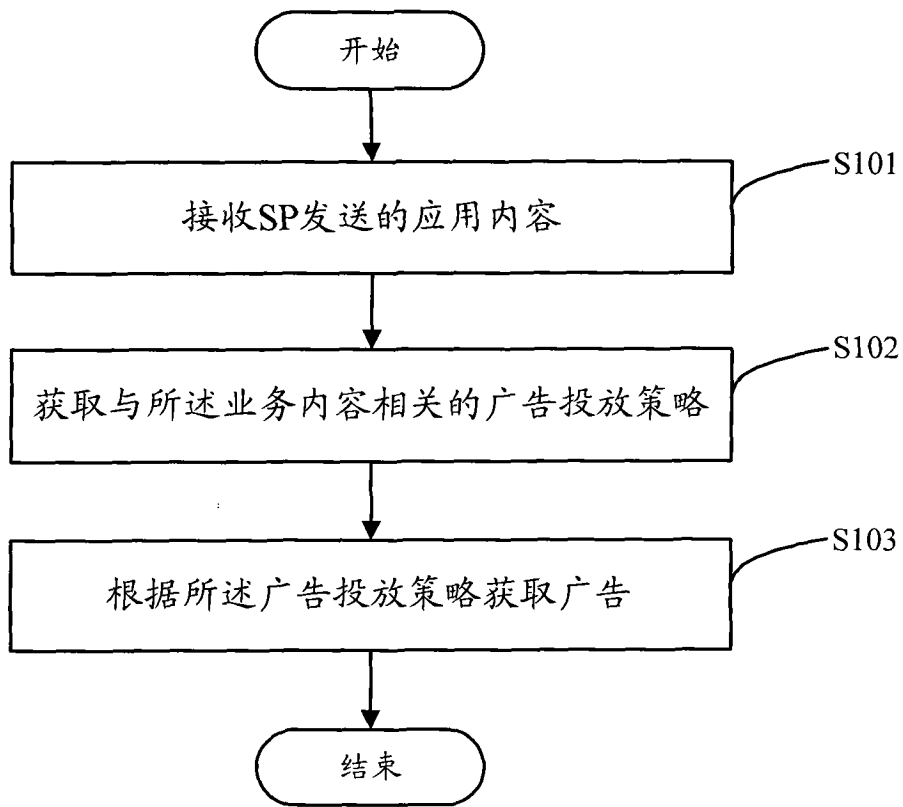 开始
接收SP发送的应用内容
S101
获取与所述业务内容相关的广告投放策略
S102
根据所述广告投放策略获取广告
S103
结束